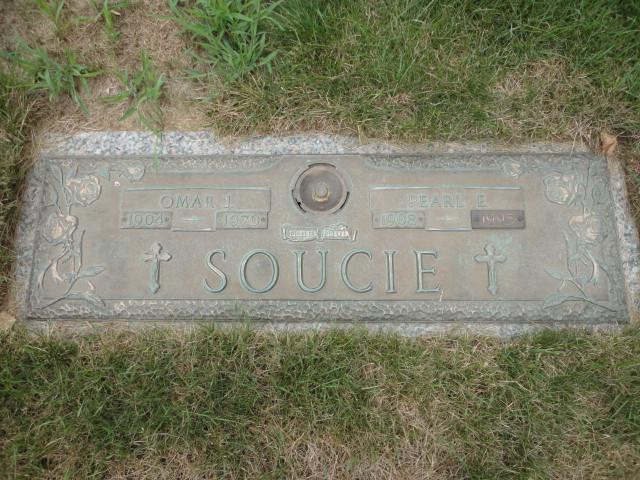 OMAR J. PEARL E.
1904 1970 1908
SOUCIE